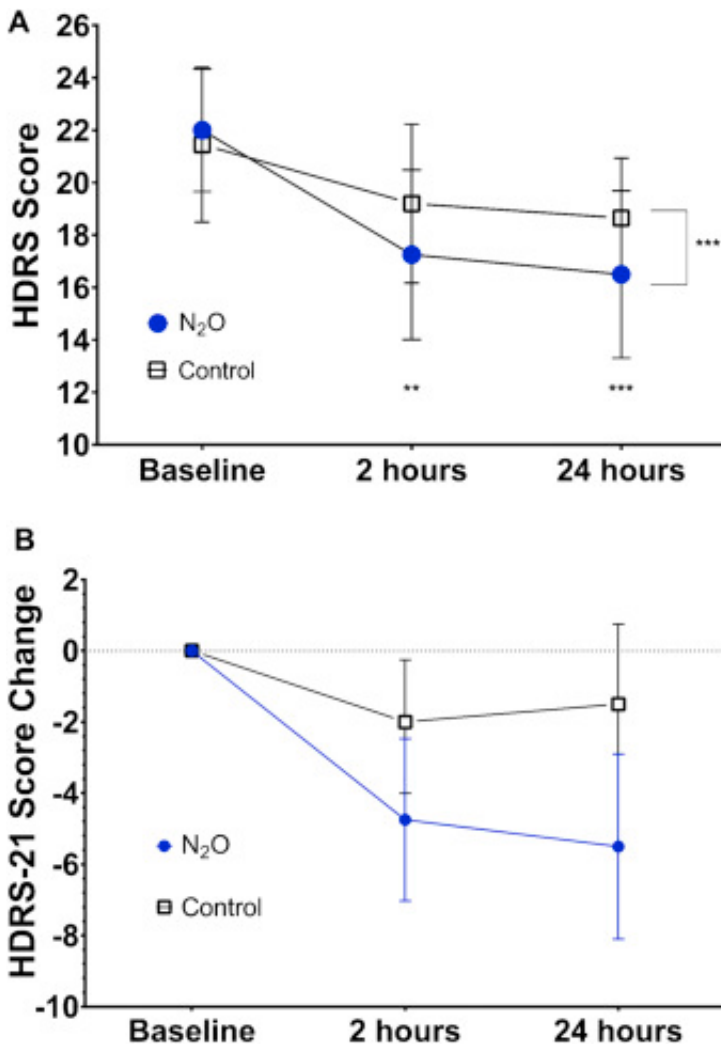 A
26
24
22
20
18
16
14
12
10
HDRS Score
***
N₂O
Control
** ***
Baseline 2 hours 24 hours
B
2
0
-2
-4
-6
-8
-10
HDRS-21 Score Change
N₂O
Control
Baseline 2 hours 24 hours